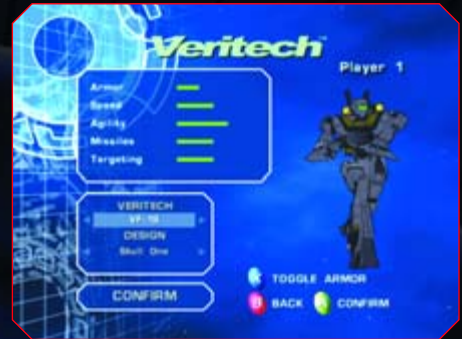 Veritech
Player 1
Armor
Speed
Agility
Missiles
Targeting
VERITECH
DESIGN
Skull One
CONFIRM
TOGGLE ARMOR
BACK
CONFIRM